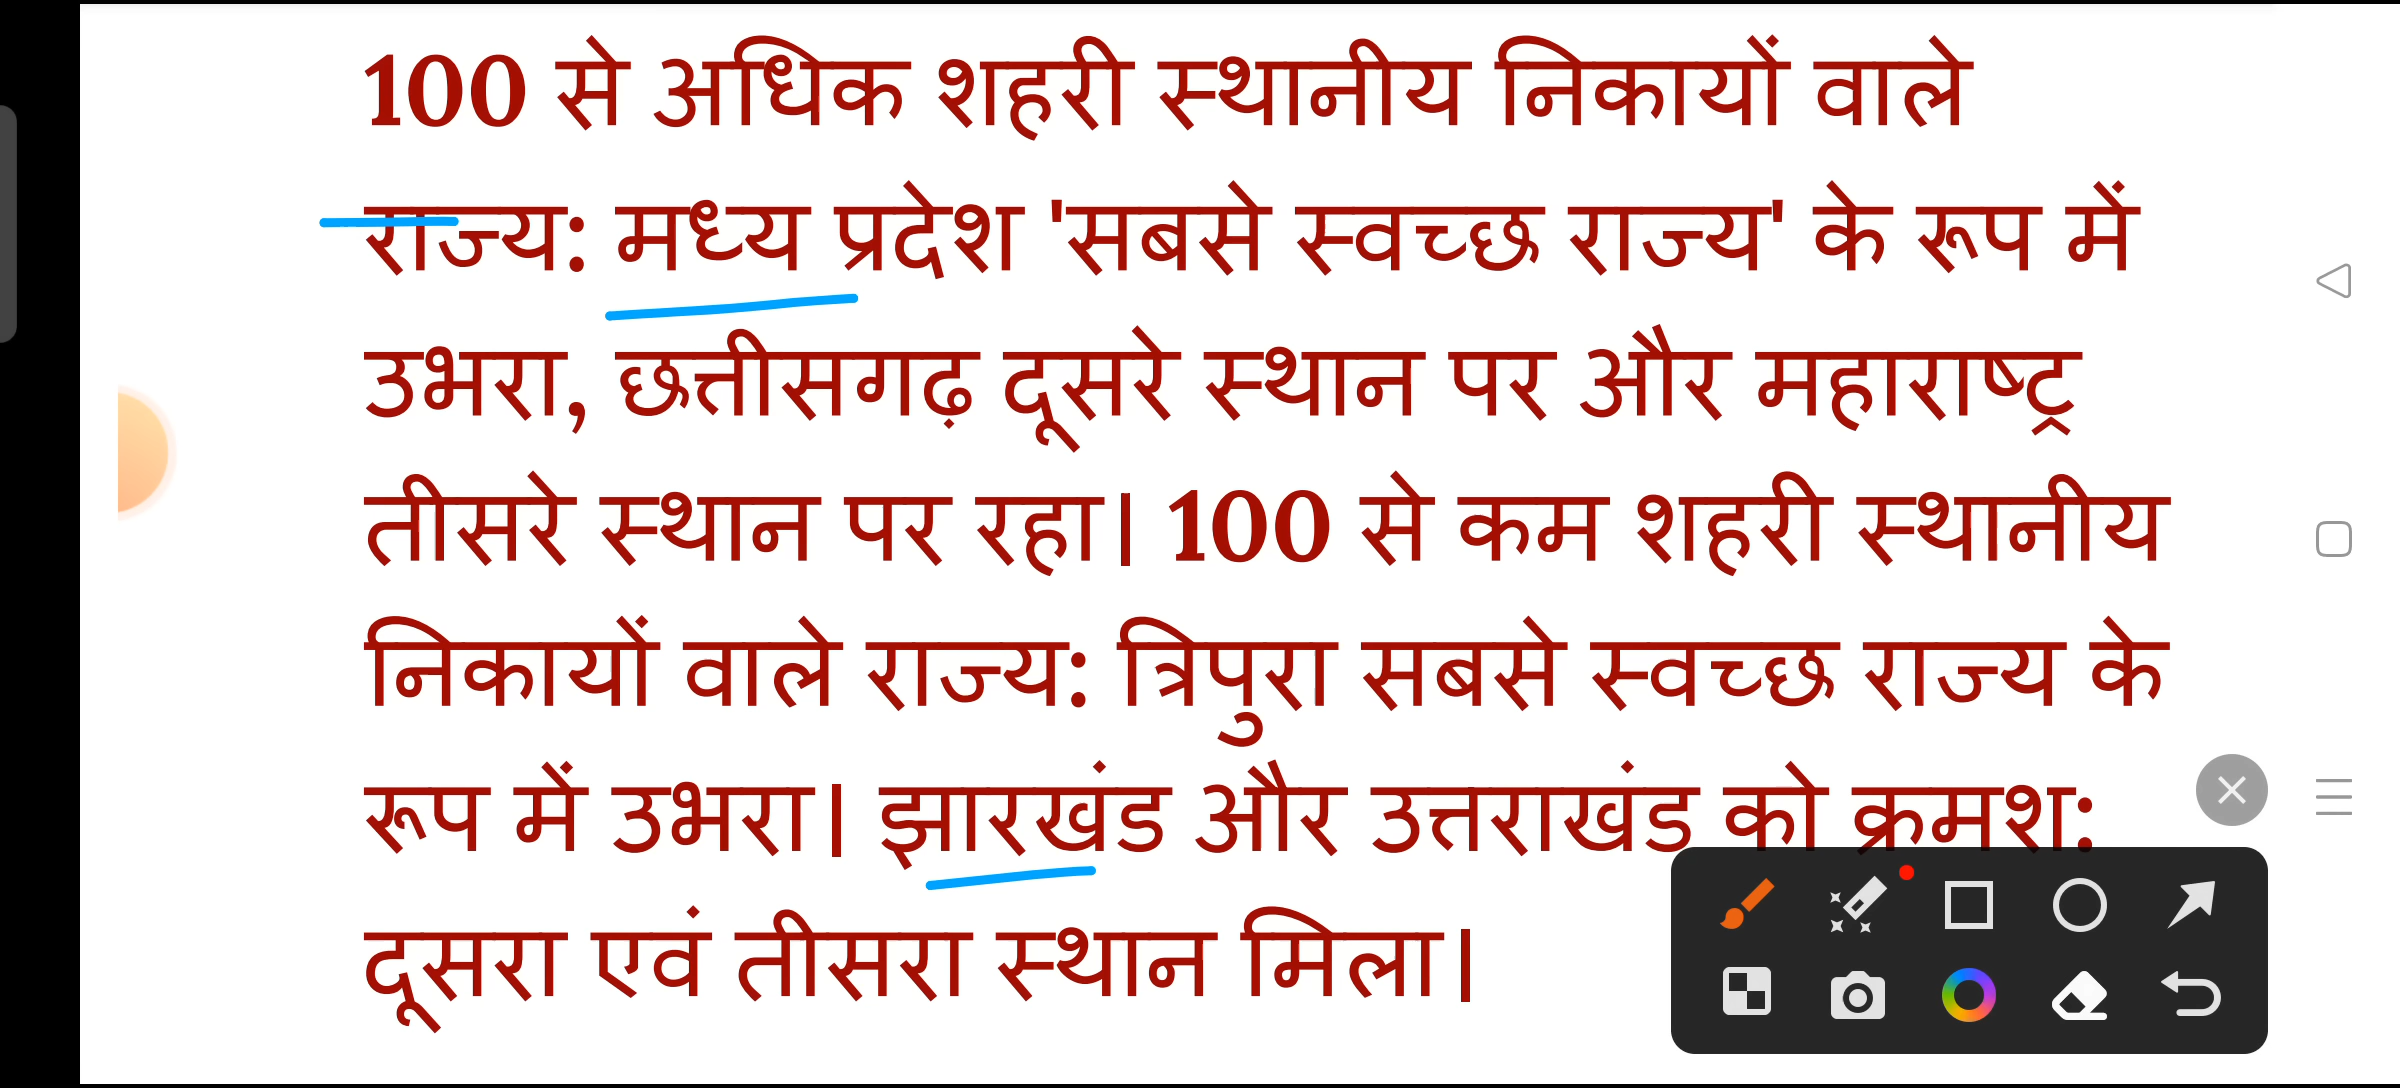 100 से अधिक शहरी स्थानीय निकायों वाले
राज्य: मध्य प्रदेश 'सबसे स्वच्छ राज्य' के रूप में
उभरा, छत्तीसगढ़ दूसरे स्थान पर और महाराष्ट्र
तीसरे स्थान पर रहा। 100 से कम शहरी स्थानीय
निकायों वाले राज्य: त्रिपुरा सबसे स्वच्छ राज्य के
रूप में उभरा। झारखंड और उत्तराखंड को क्रमश:
दूसरा एवं तीसरा स्थान मिला।